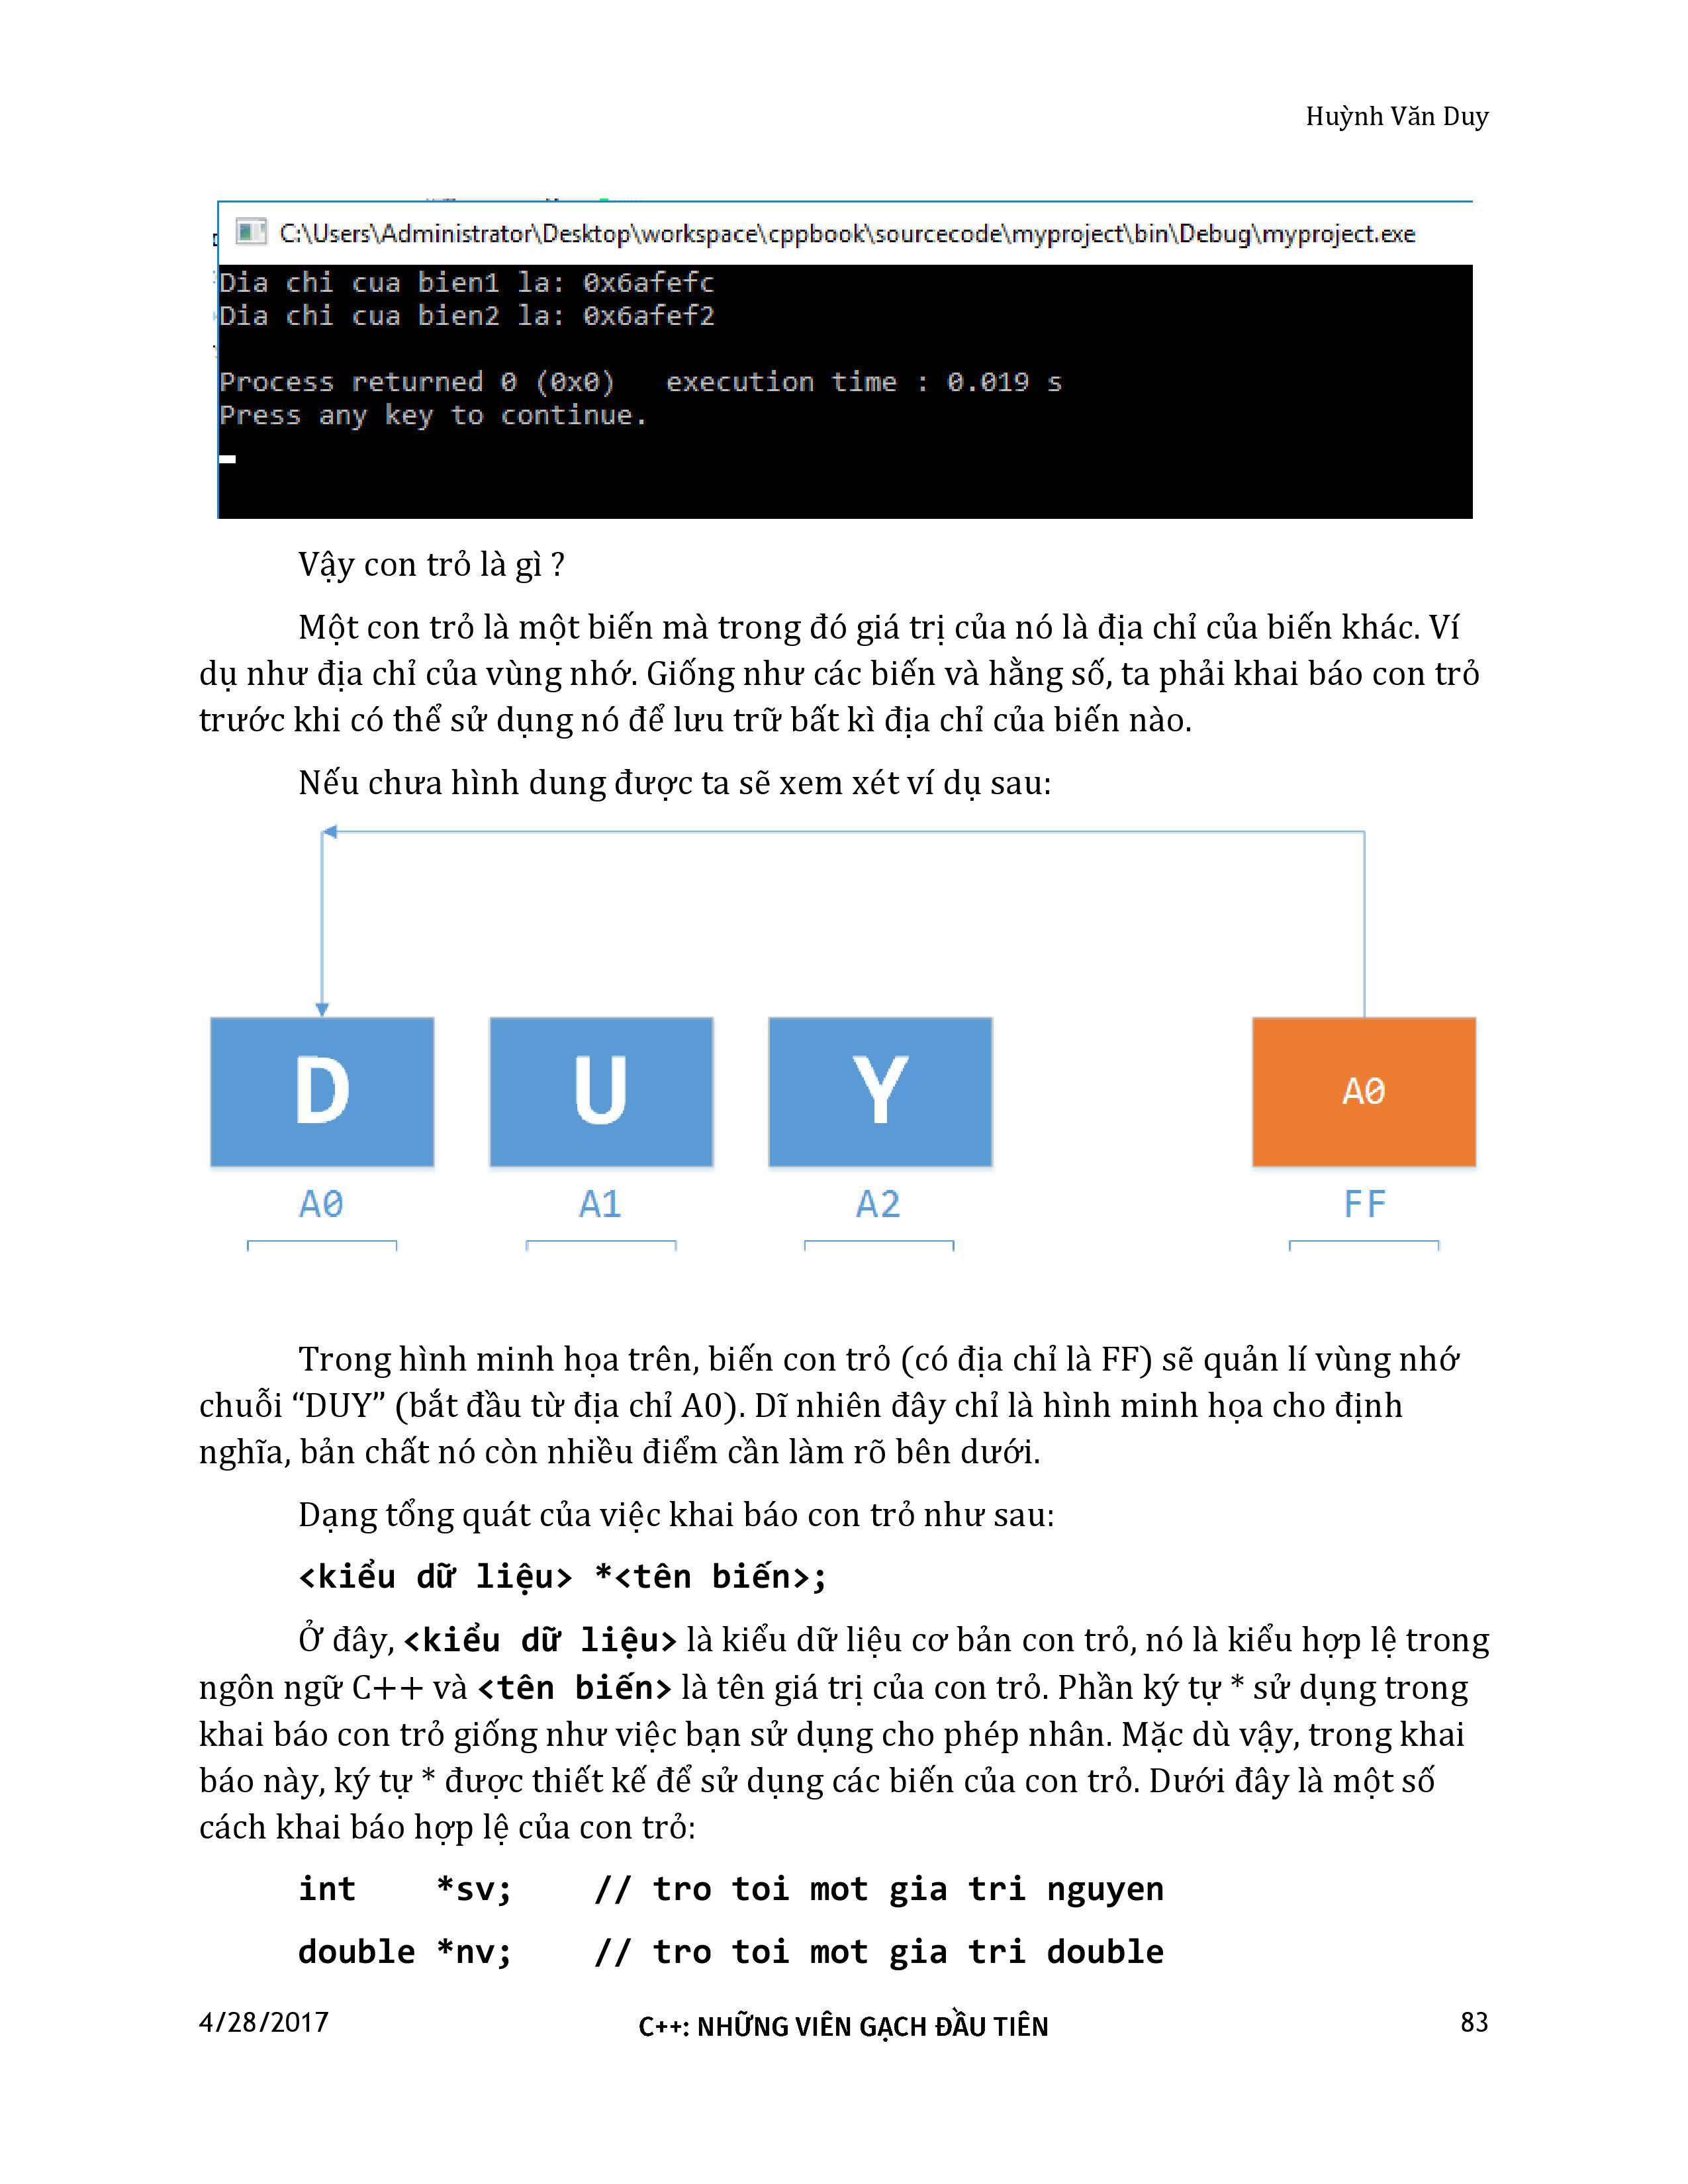 Huỳnh Văn Duy
C:\Users\Administrator\Desktop\workspace\cppbook\sourcecode\myproject\bin\Debug\myproject.exe
Dia chi cua bien1 la: 0x6afefc
Dia chi cua bien2 la: 0x6afef2
Process returned 0 (0x0)   execution time : 0.019 s
Press any key to continue.
Vậy con trỏ là gì ?
Một con trỏ là một biến mà trong đó giá trị của nó là địa chỉ của biến khác. Ví
dụ như địa chỉ của vùng nhớ. Giống như các biến và hằng số, ta phải khai báo con trỏ
trước khi có thể sử dụng nó để lưu trữ bất kì địa chỉ của biến nào.
Nếu chưa hình dung được ta sẽ xem xét ví dụ sau:
D U Y A0
A0 A1 A2 FF
Trong hình minh họa trên, biến con trỏ (có địa chỉ là FF) sẽ quản lí vùng nhớ
chuỗi “DUY” (bắt đầu từ địa chỉ A0). Dĩ nhiên đây chỉ là hình minh họa cho định
nghĩa, bản chất nó còn nhiều điểm cần làm rõ bên dưới.
Dạng tổng quát của việc khai báo con trỏ như sau:
<kiểu dữ liệu> *<tên biến>;
Ở đây, <kiểu dữ liệu> là kiểu dữ liệu cơ bản con trỏ, nó là kiểu hợp lệ trong
ngôn ngữ C++ và <tên biến> là tên giá trị của con trỏ. Phần ký tự * sử dụng trong
khai báo con trỏ giống như việc bạn sử dụng cho phép nhân. Mặc dù vậy, trong khai
báo này, ký tự * được thiết kế để sử dụng các biến của con trỏ. Dưới đây là một số
cách khai báo hợp lệ của con trỏ:
int    *sv;    // tro toi mot gia tri nguyen
double *nv;    // tro toi mot gia tri double
4/28/2017 C++: NHỮNG VIÊN GẠCH ĐẦU TIÊN 83